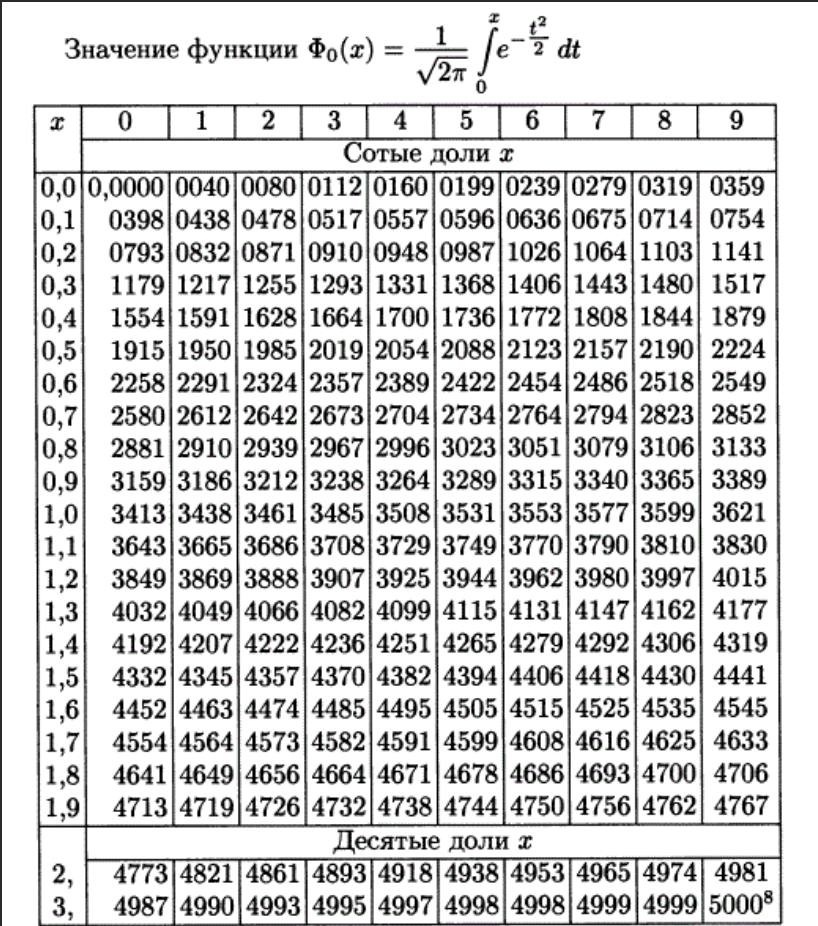 Значение функции Φ₀(x) = 1/√2π ∫₀ˣ e^(-t²/2) dt
x 0 1 2 3 4 5 6 7 8 9
Сотые доли x
0,0 0,0000 0040 0080 0112 0160 0199 0239 0279 0319 0359
0,1 0398 0438 0478 0517 0557 0596 0636 0675 0714 0754
0,2 0793 0832 0871 0910 0948 0987 1026 1064 1103 1141
0,3 1179 1217 1255 1293 1331 1368 1406 1443 1480 1517
0,4 1554 1591 1628 1664 1700 1736 1772 1808 1844 1879
0,5 1915 1950 1985 2019 2054 2088 2123 2157 2190 2224
0,6 2258 2291 2324 2357 2389 2422 2454 2486 2518 2549
0,7 2580 2612 2642 2673 2704 2734 2764 2794 2823 2852
0,8 2881 2910 2939 2967 2996 3023 3051 3079 3106 3133
0,9 3159 3186 3212 3238 3264 3289 3315 3340 3365 3389
1,0 3413 3438 3461 3485 3508 3531 3553 3577 3599 3621
1,1 3643 3665 3686 3708 3729 3749 3770 3790 3810 3830
1,2 3849 3869 3888 3907 3925 3944 3962 3980 3997 4015
1,3 4032 4049 4066 4082 4099 4115 4131 4147 4162 4177
1,4 4192 4207 4222 4236 4251 4265 4279 4292 4306 4319
1,5 4332 4345 4357 4370 4382 4394 4406 4418 4430 4441
1,6 4452 4463 4474 4485 4495 4505 4515 4525 4535 4545
1,7 4554 4564 4573 4582 4591 4599 4608 4616 4625 4633
1,8 4641 4649 4656 4664 4671 4678 4686 4693 4700 4706
1,9 4713 4719 4726 4732 4738 4744 4750 4756 4762 4767
Десятые доли x
2, 4773 4821 4861 4893 4918 4938 4953 4965 4974 4981
3, 4987 4990 4993 4995 4997 4998 4998 4999 4999 5000⁸